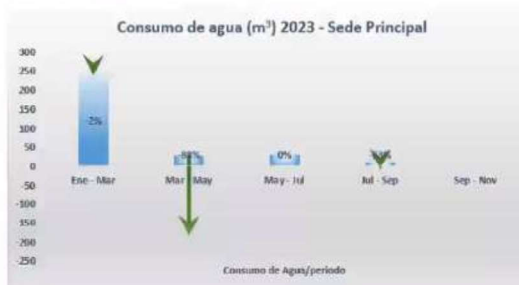 Consumo de agua (m³) 2023 - Sede Principal
300
250
200
150
100
50
0
-50
-100
-150
-200
-250
-2%
0%
Ene - Mar
Mar - May
May - Jul
Jul - Sep
Sep - Nov
Consumo de Agua/periodo